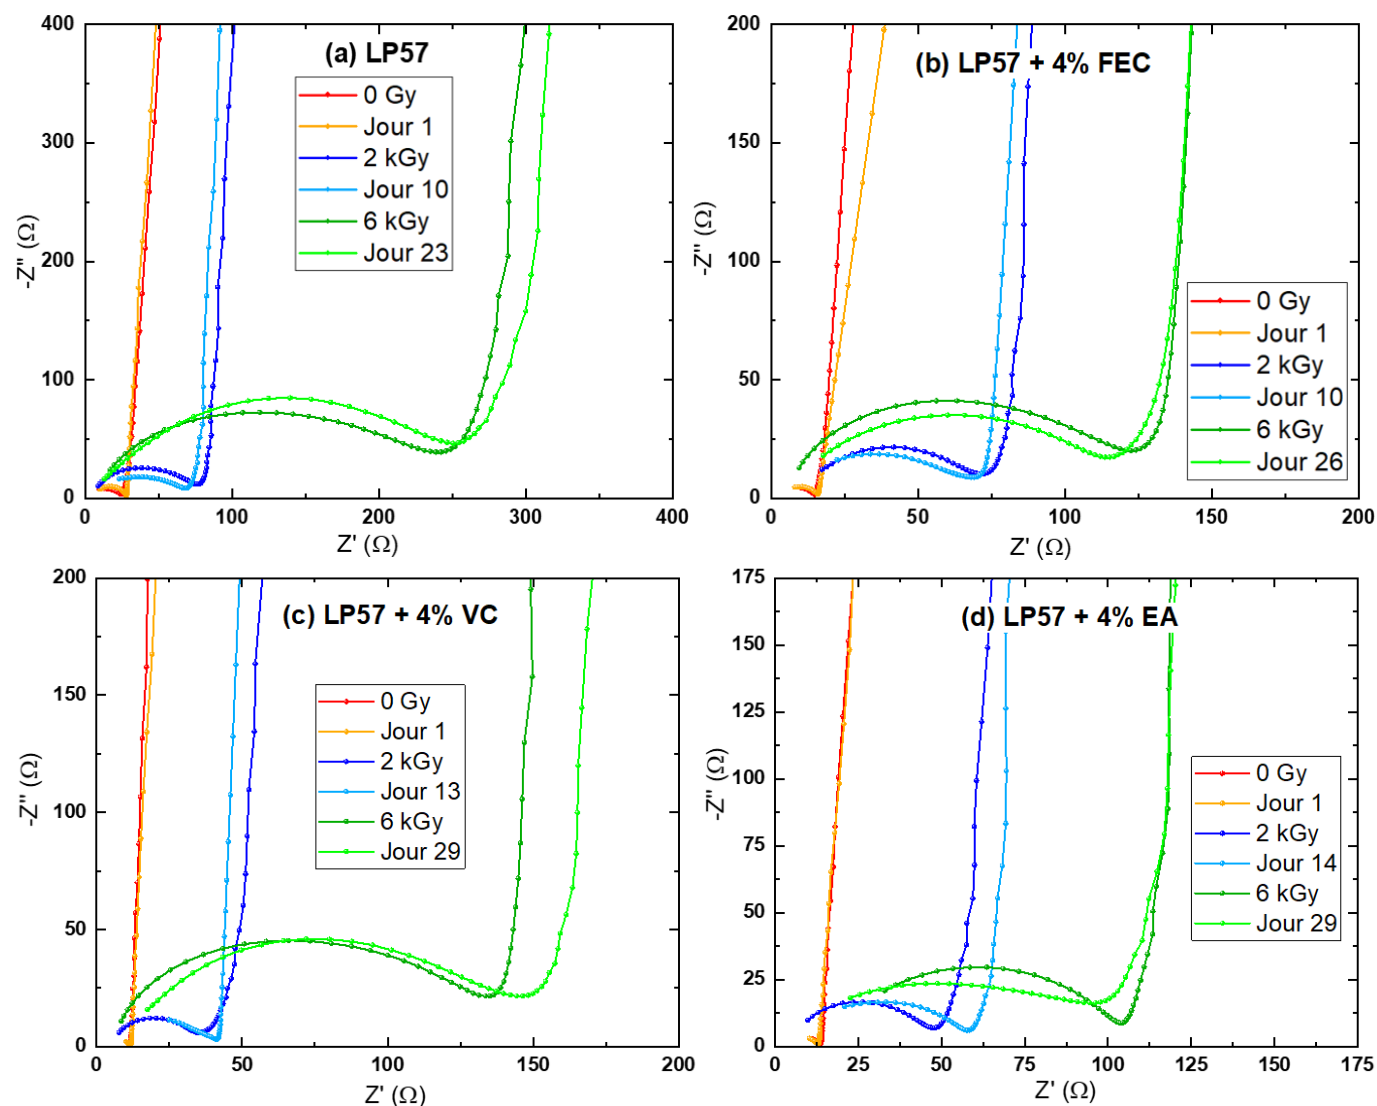 (a) LP57
0 Gy
Jour 1
2 kGy
Jour 10
6 kGy
Jour 23
400
300
200
100
0
-Z'' (Ω)
0
100
200
300
400
Z' (Ω)
(b) LP57 + 4% FEC
0 Gy
Jour 1
2 kGy
Jour 10
6 kGy
Jour 26
200
150
100
50
0
-Z'' (Ω)
0
50
100
150
200
Z' (Ω)
(c) LP57 + 4% VC
0 Gy
Jour 1
2 kGy
Jour 13
6 kGy
Jour 29
200
150
100
50
0
-Z'' (Ω)
0
50
100
150
200
Z' (Ω)
(d) LP57 + 4% EA
0 Gy
Jour 1
2 kGy
Jour 14
6 kGy
Jour 29
175
150
125
100
75
50
25
0
-Z'' (Ω)
0
25
50
75
100
125
150
175
Z' (Ω)